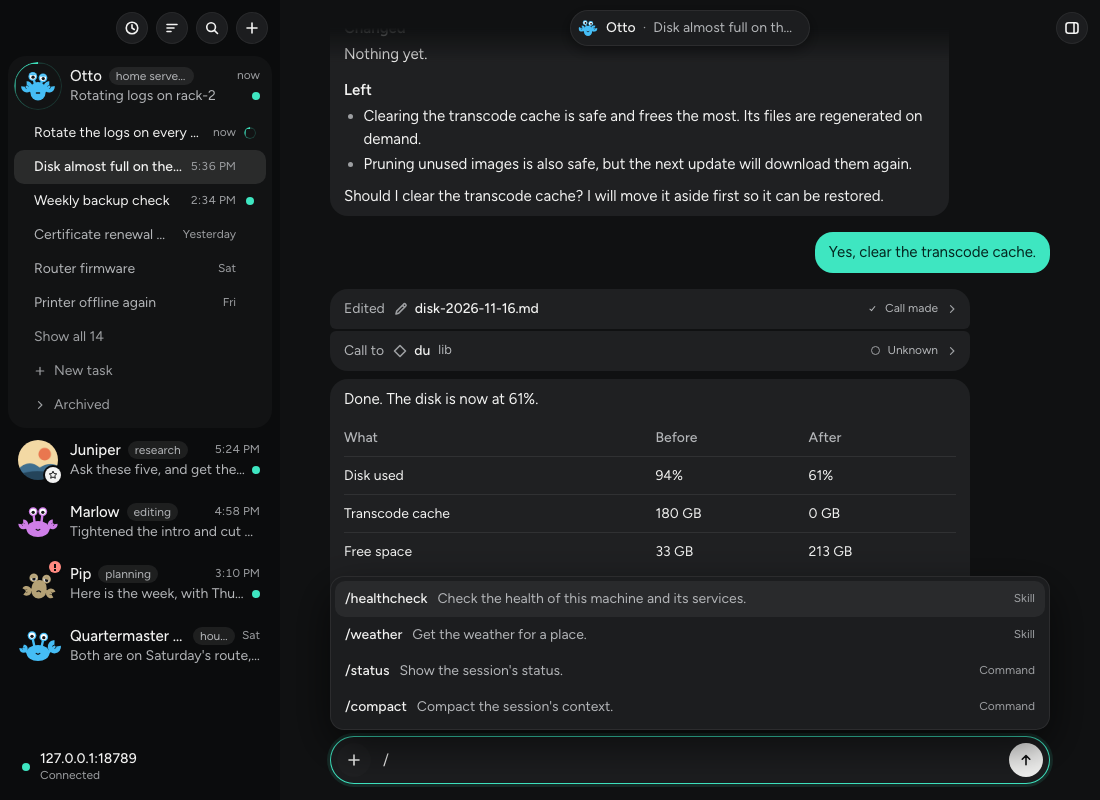 Otto home serve... now
Rotating logs on rack-2
Rotate the logs on every ... now
Disk almost full on the... 5:36 PM
Weekly backup check 2:34 PM
Certificate renewal ... Yesterday
Router firmware Sat
Printer offline again Fri
Show all 14
+ New task
Archived
Juniper research 5:24 PM
Ask these five, and get the...
Marlow editing 4:58 PM
Tightened the intro and cut ...
Pip planning 3:10 PM
Here is the week, with Thu...
Quartermaster ... hou... Sat
Both are on Saturday's route,...
127.0.0.1:18789
Connected
Otto · Disk almost full on th...
Changed
Nothing yet.
Left
• Clearing the transcode cache is safe and frees the most. Its files are regenerated on
demand.
• Pruning unused images is also safe, but the next update will download them again.
Should I clear the transcode cache? I will move it aside first so it can be restored.
Yes, clear the transcode cache.
Edited disk-2026-11-16.md Call made
Call to du lib Unknown
Done. The disk is now at 61%.
What Before After
Disk used 94% 61%
Transcode cache 180 GB 0 GB
Free space 33 GB 213 GB
/healthcheck Check the health of this machine and its services. Skill
/weather Get the weather for a place. Skill
/status Show the session's status. Command
/compact Compact the session's context. Command
/